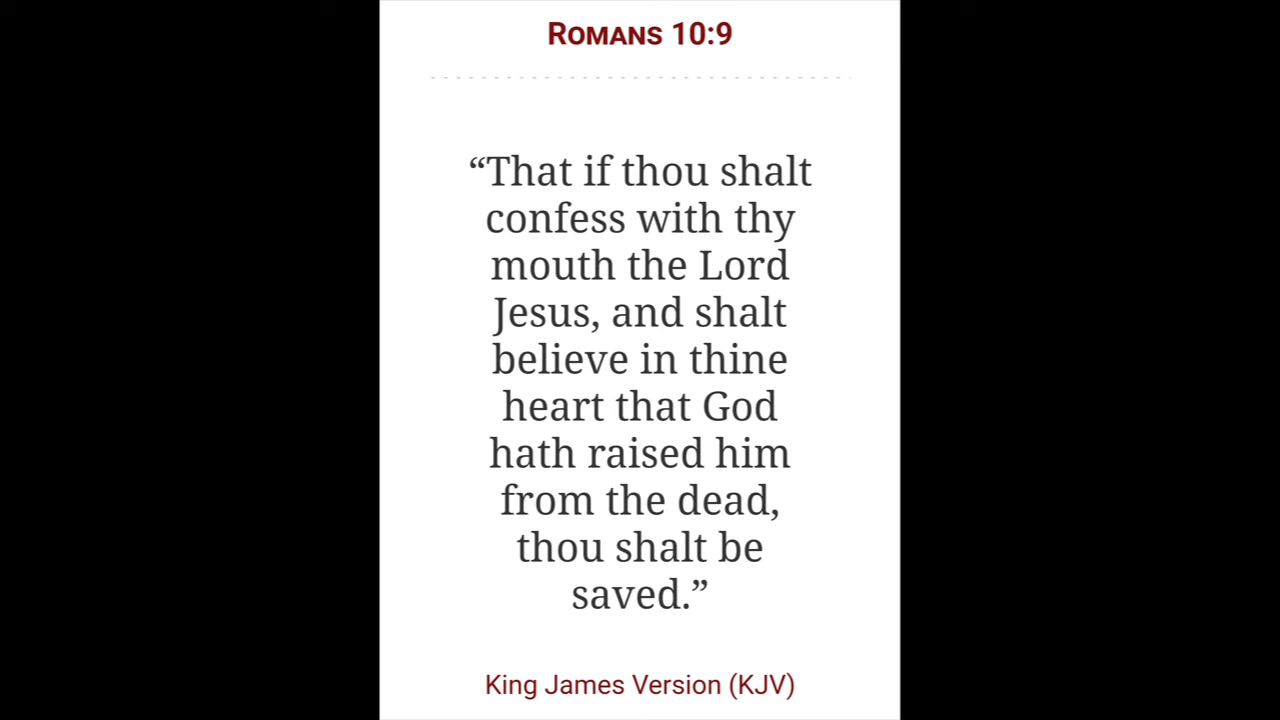 Romans 10:9
“That if thou shalt
confess with thy
mouth the Lord
Jesus, and shalt
believe in thine
heart that God
hath raised him
from the dead,
thou shalt be
saved.”
King James Version (KJV)